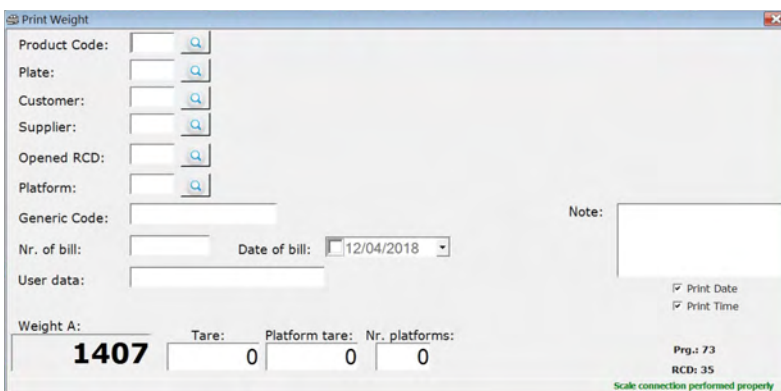 Print Weight
Product Code:
Plate:
Customer:
Supplier:
Opened RCD:
Platform:
Generic Code:
Note:
Nr. of bill:
Date of bill: 12/04/2018
User data:
Print Date
Print Time
Weight A:
Tare: Platform tare: Nr. platforms:
1407 0 0 0
Prg.: 73
RCD: 35
Scale connection performed properly